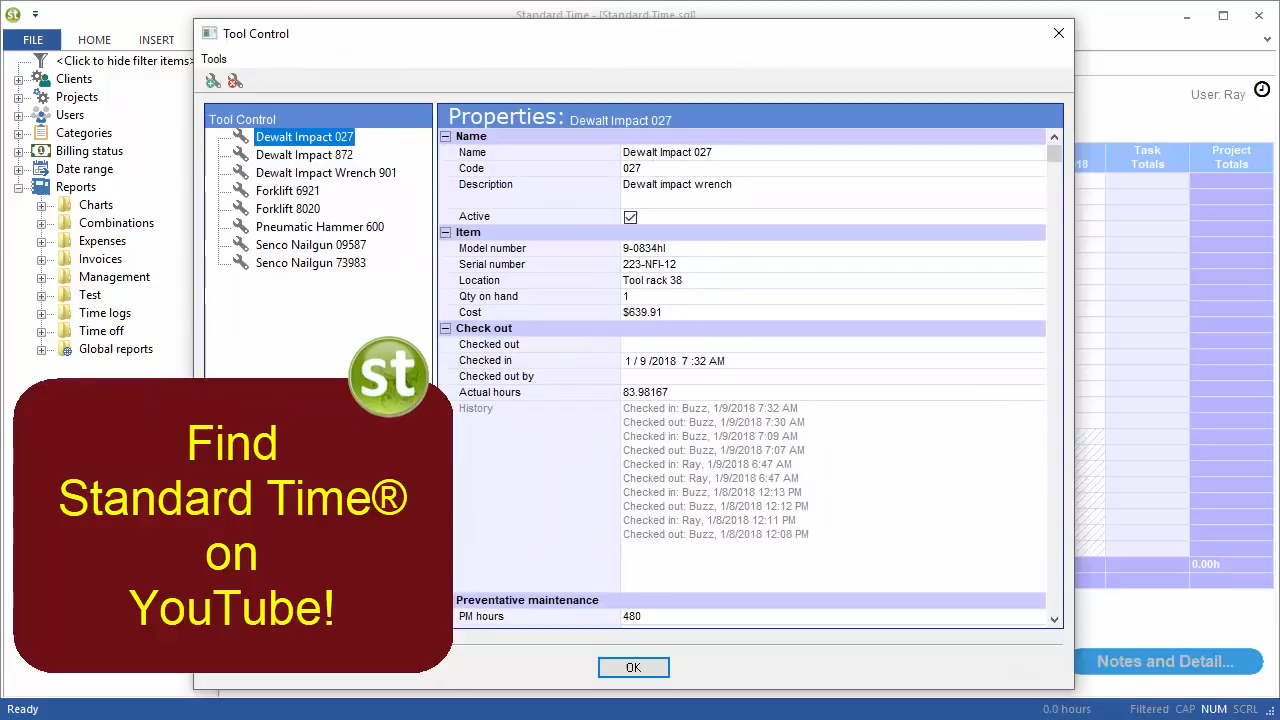 Standard Time - [Standard Time.sql]
FILE HOME INSERT
Tool Control
Tools
<Click to hide filter items>
Clients
Projects
Users
Categories
Billing status
Date range
Reports
Charts
Combinations
Expenses
Invoices
Management
Test
Time logs
Time off
Global reports
Tool Control
Dewalt Impact 027
Dewalt Impact 872
Dewalt Impact Wrench 901
Forklift 6921
Forklift 8020
Pneumatic Hammer 600
Senco Nailgun 09587
Senco Nailgun 73983
Properties: Dewalt Impact 027
Name
Name Dewalt Impact 027
Code 027
Description Dewalt impact wrench
Active
Item
Model number 9-0834hl
Serial number 223-NFI-12
Location Tool rack 38
Qty on hand 1
Cost $639.91
Check out
Checked out
Checked in 1 / 9 /2018 7 :32 AM
Checked out by
Actual hours 83.98167
History Checked in: Buzz, 1/9/2018 7:32 AM
Checked out: Buzz, 1/9/2018 7:30 AM
Checked in: Buzz, 1/9/2018 7:09 AM
Checked out: Buzz, 1/9/2018 7:07 AM
Checked in: Ray, 1/9/2018 6:47 AM
Checked out: Ray, 1/9/2018 6:47 AM
Checked in: Buzz, 1/8/2018 12:13 PM
Checked out: Buzz, 1/8/2018 12:12 PM
Checked in: Ray, 1/8/2018 12:11 PM
Checked out: Buzz, 1/8/2018 12:08 PM
Preventative maintenance
PM hours 480
OK
User: Ray
18
Task
Totals
Project
Totals
0.00h
Notes and Detail...
st
Find
Standard Time®
on
YouTube!
Ready 0.0 hours Filtered CAP NUM SCRL